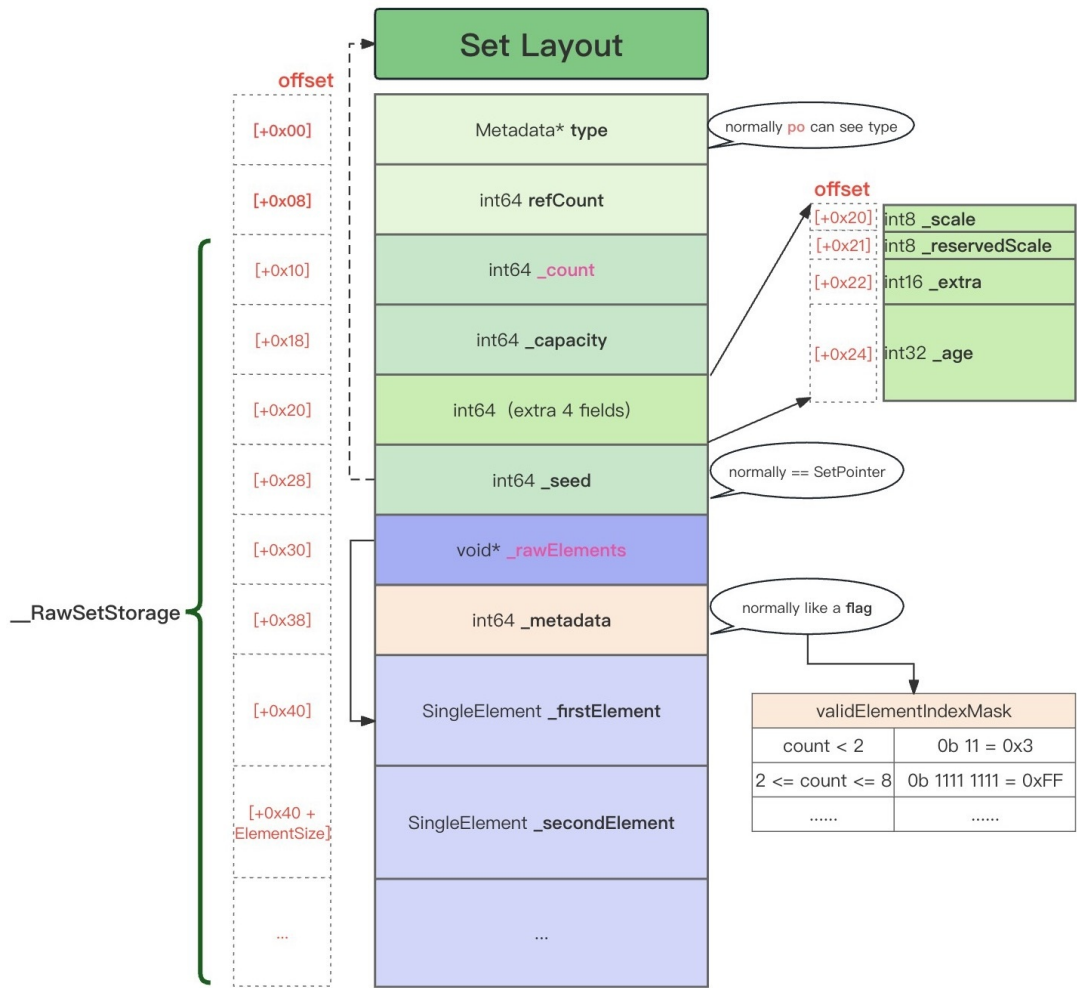 Set Layout
offset
[+0x00]
Metadata* type
normally po can see type
[+0x08]
int64 refCount
offset
[+0x20]
int8 _scale
[+0x21]
int8 _reservedScale
[+0x22]
int16 _extra
[+0x24]
int32 _age
[+0x10]
int64 _count
[+0x18]
int64 _capacity
[+0x20]
int64（extra 4 fields）
[+0x28]
int64 _seed
normally == SetPointer
[+0x30]
void* _rawElements
__RawSetStorage
[+0x38]
int64 _metadata
normally like a flag
[+0x40]
SingleElement _firstElement
validElementIndexMask
count < 2
0b 11 = 0x3
2 <= count <= 8
0b 1111 1111 = 0xFF
......
......
[+0x40 +
ElementSize]
SingleElement _secondElement
...
...